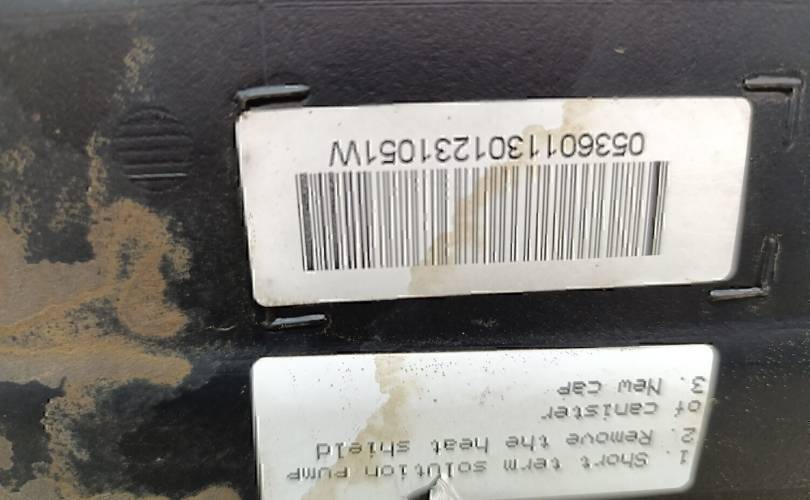 1. Short term solution pump
2. Remove the heat shield
of canister
3. New cap
0536011301231051W